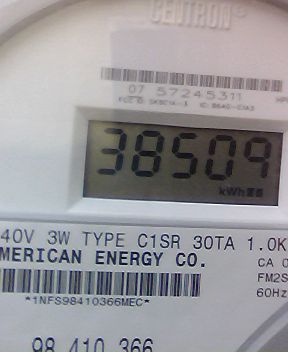 CENTRON®
07 57245311
38509
kWh
40V 3W TYPE C1SR 30TA 1.0K
MERICAN ENERGY CO.
CA 0
FM2S
60Hz
*1NFS98410366MEC*
98 410 366